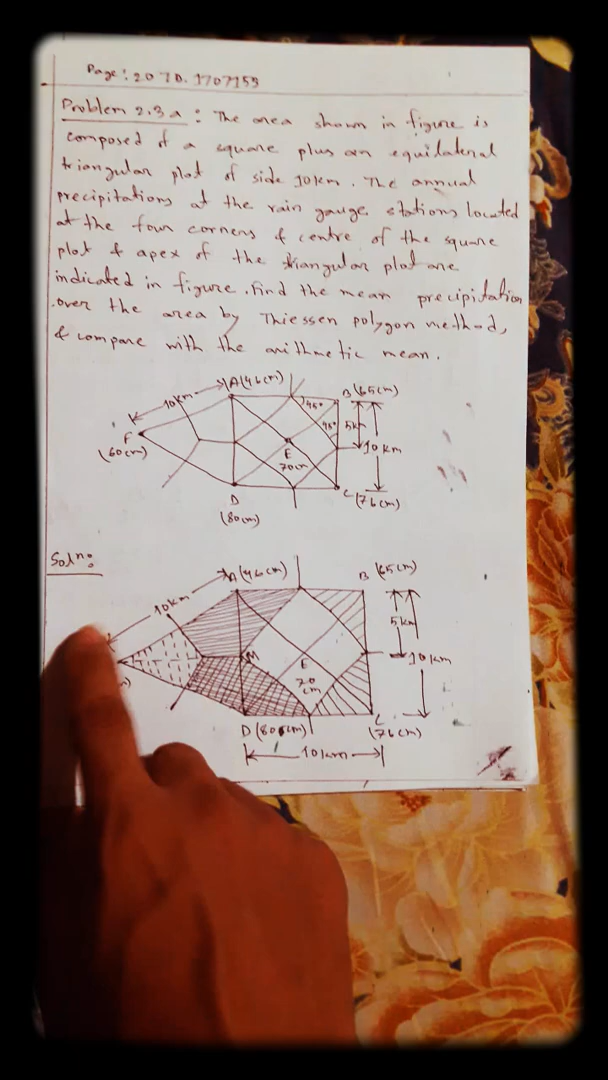 Page: 20 ID. 1707153
Problem 2.3a: The area shown in figure is
composed of a square plus an equilateral
triangular plot of side 10km. The annual
precipitations at the rain gauge stations located
at the four corners & centre of the square
plot & apex of the triangular plot are
indicated in figure. Find the mean precipitation
over the area by Thiessen polygon method,
& compare with the arithmetic mean.
A(46cm)
B(65cm)
10km
45°
45°
5km
F
(60cm)
E
70cm
10km
D
(80cm)
C(76cm)
Soln:
A(46cm)
B(65cm)
10km
5km
M
E
70
cm
10km
D(80cm)
C
(76cm)
10km